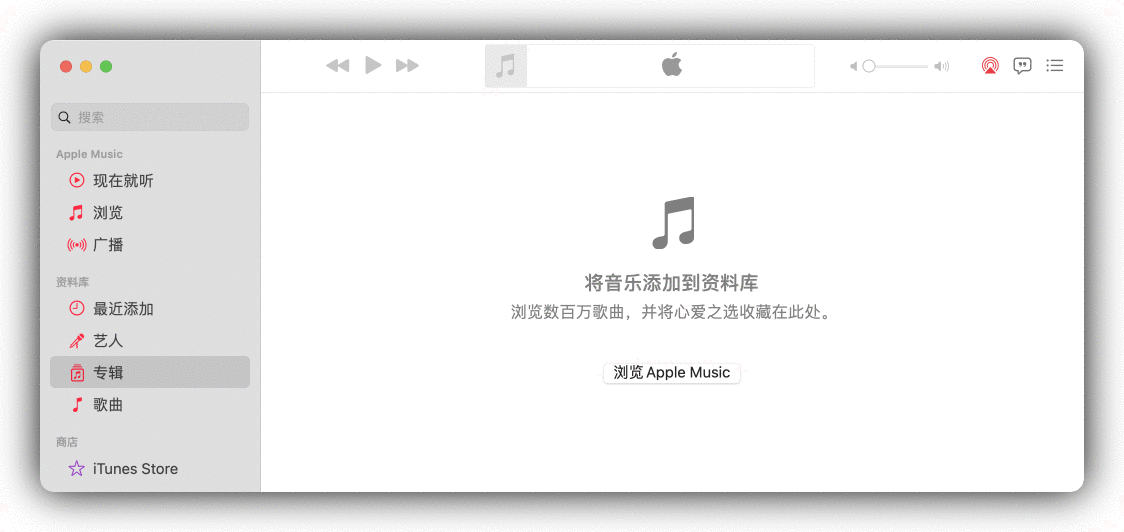 搜索
Apple Music
现在就听
浏览
广播
资料库
最近添加
艺人
专辑
歌曲
商店
iTunes Store
将音乐添加到资料库
浏览数百万歌曲，并将心爱之选收藏在此处。
浏览 Apple Music